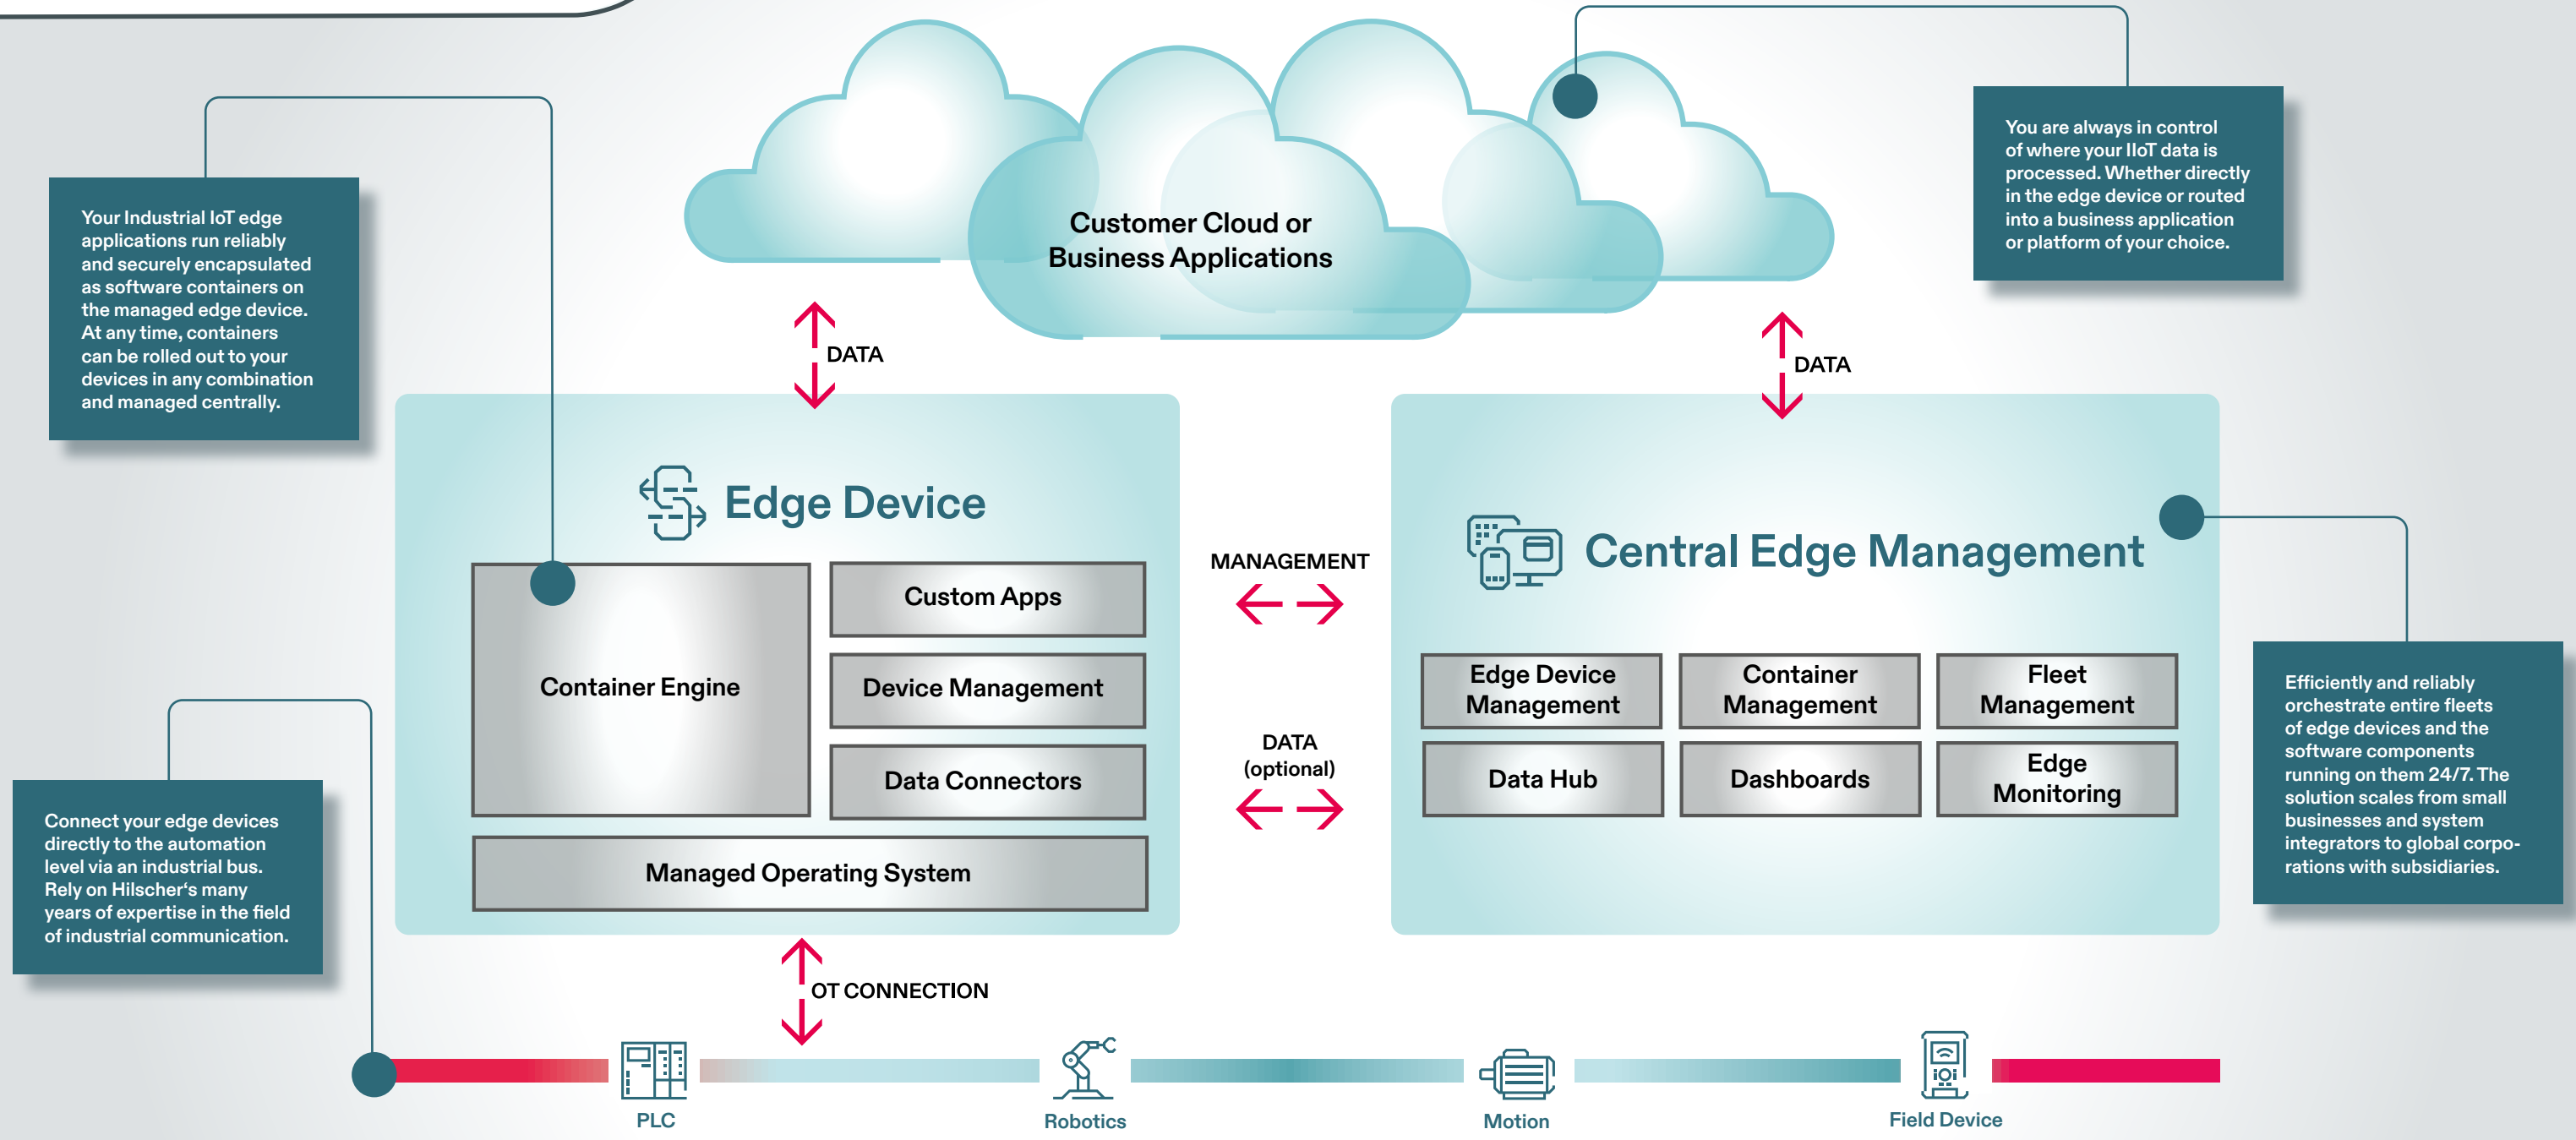 You are always in control
of where your IIoT data is
processed. Whether directly
in the edge device or routed
into a business application
or platform of your choice.
Your Industrial IoT edge
applications run reliably
and securely encapsulated
as software containers on
the managed edge device.
At any time, containers
can be rolled out to your
devices in any combination
and managed centrally.
Customer Cloud or
Business Applications
DATA
DATA
Edge Device
Container Engine
Custom Apps
Device Management
Data Connectors
Managed Operating System
MANAGEMENT
DATA
(optional)
Central Edge Management
Edge Device
Management
Container
Management
Fleet
Management
Data Hub
Dashboards
Edge
Monitoring
Efficiently and reliably
orchestrate entire fleets
of edge devices and the
software components
running on them 24/7. The
solution scales from small
businesses and system
integrators to global corpo-
rations with subsidiaries.
Connect your edge devices
directly to the automation
level via an industrial bus.
Rely on Hilscher‘s many
years of expertise in the field
of industrial communication.
OT CONNECTION
PLC
Robotics
Motion
Field Device